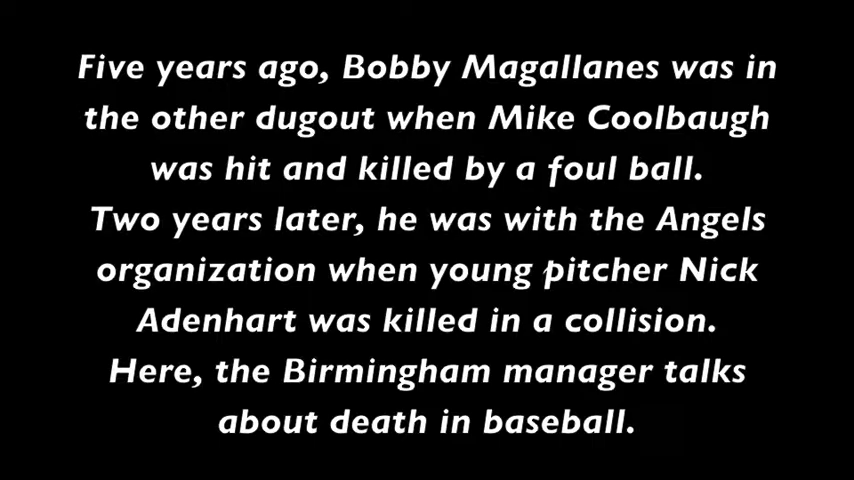 Five years ago, Bobby Magallanes was in
the other dugout when Mike Coolbaugh
was hit and killed by a foul ball.
Two years later, he was with the Angels
organization when young pitcher Nick
Adenhart was killed in a collision.
Here, the Birmingham manager talks
about death in baseball.